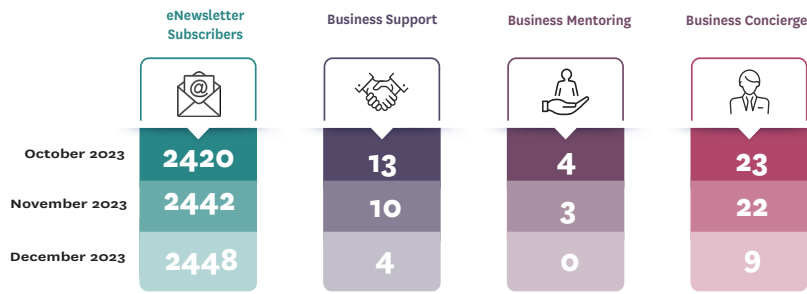 eNewsletter
Subscribers
Business Support
Business Mentoring
Business Concierge
@
October 2023
2420
13
4
23
November 2023
2442
10
3
22
December 2023
2448
4
0
9